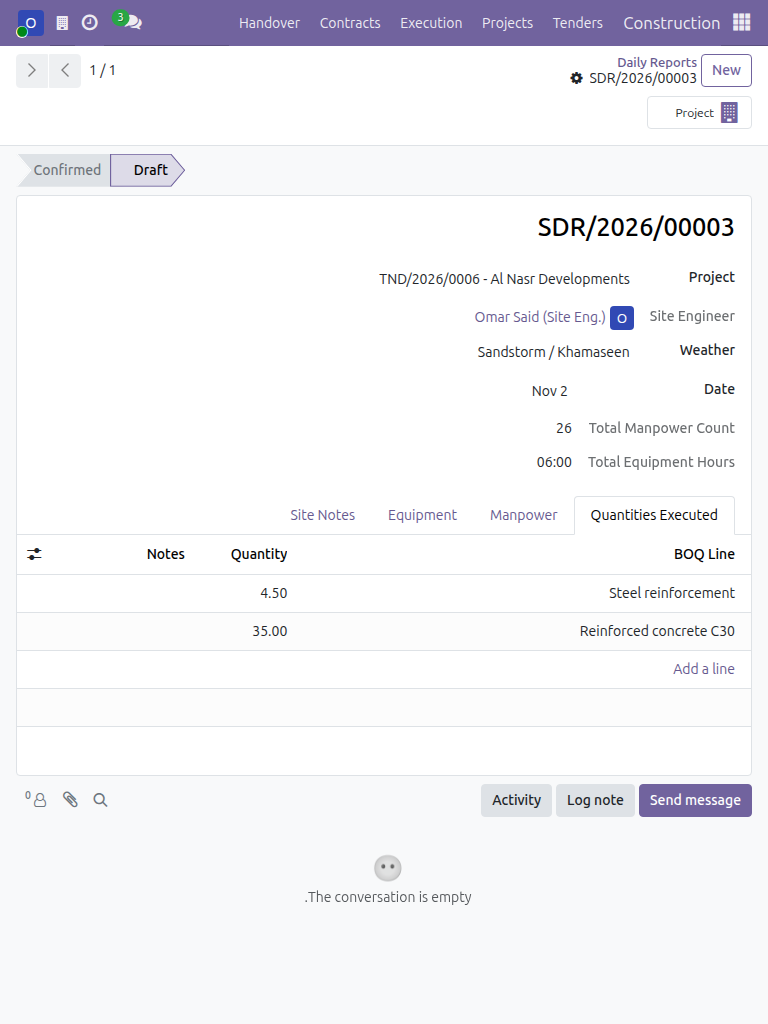 Construction Tenders Projects Execution Contracts Handover 3 O
New Daily Reports 1 / 1
SDR/2026/00003
Project
Draft Confirmed
SDR/2026/00003
Project TND/2026/0006 - Al Nasr Developments
Site Engineer O Omar Said (Site Eng.)
Weather Sandstorm / Khamaseen
Date Nov 2
Total Manpower Count 26
Total Equipment Hours 06:00
Quantities Executed Manpower Equipment Site Notes
BOQ Line Quantity Notes
Steel reinforcement 4.50
Reinforced concrete C30 35.00
Add a line
Send message Log note Activity 0
.The conversation is empty